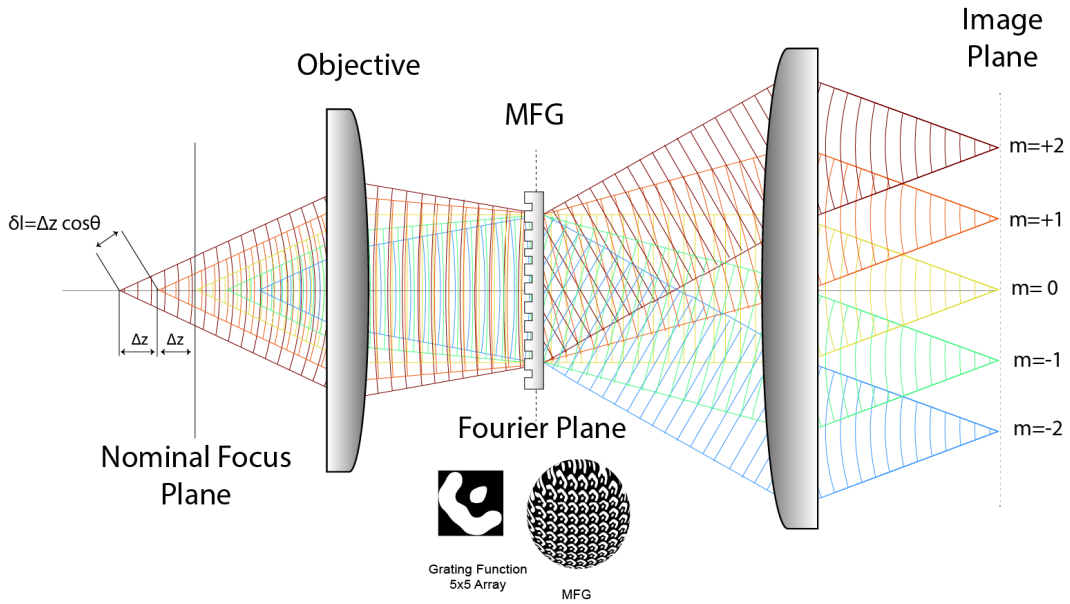 Image
Plane
Objective
MFG
m=+2
m=+1
δl=Δz cosθ
m= 0
Δz
Δz
m=-1
m=-2
Fourier Plane
Nominal Focus
Plane
Grating Function
5x5 Array
MFG